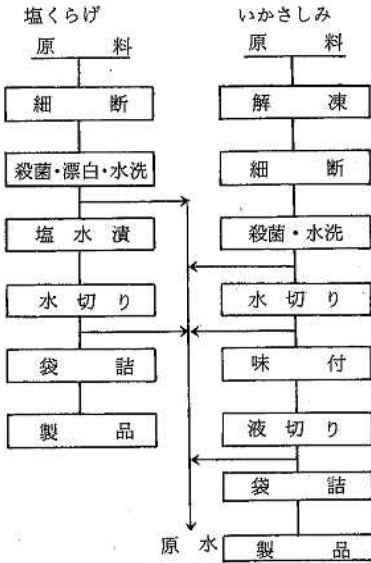 塩くらげ
原料
細断
殺菌・漂白・水洗
塩水漬
水切り
袋詰
製品
いかさしみ
原料
解凍
細断
殺菌・水洗
水切り
味付
液切り
袋詰
製品
原水